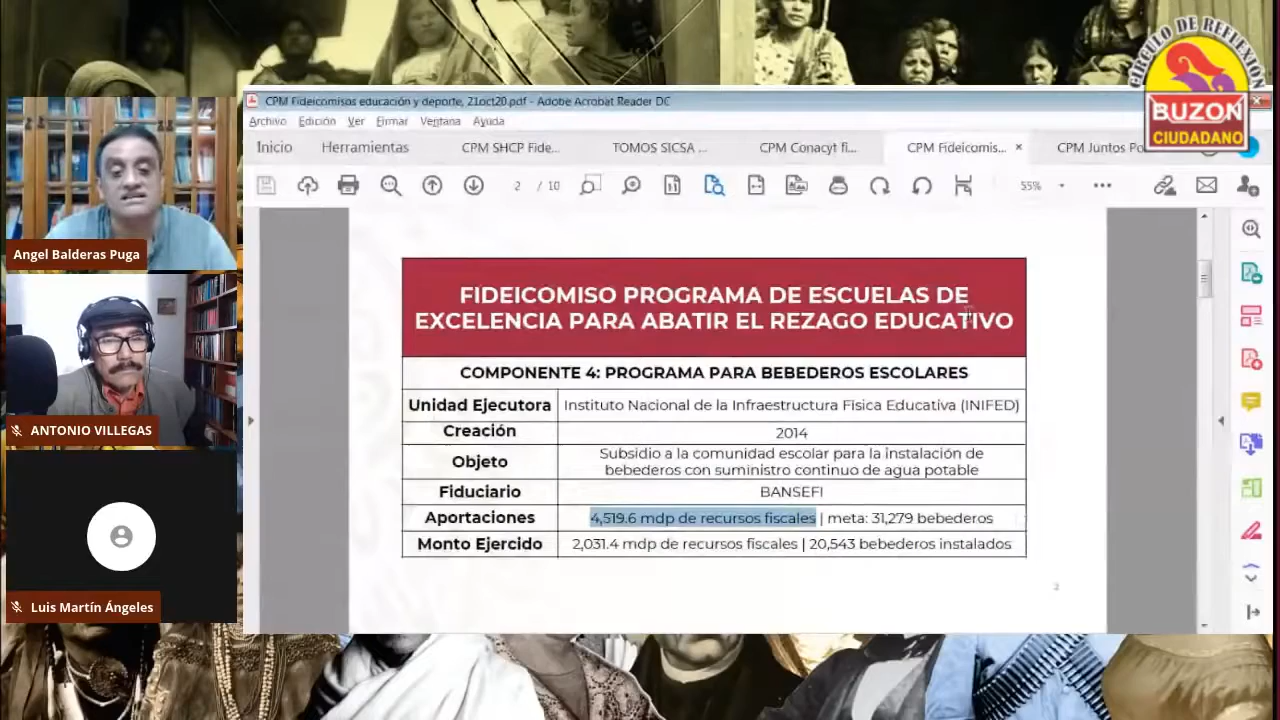 CÍRCULO DE REFLEXIÓN
BUZON
CIUDADANO
CPM Fideicomisos educación y deporte, 21oct20.pdf - Adobe Acrobat Reader DC
Archivo Edición Ver Firmar Ventana Ayuda
Inicio Herramientas CPM SHCP Fide... TOMOS SICSA ... CPM Conacyt fi... CPM Fideicomis... × CPM Juntos Po
2 / 10 55%
FIDEICOMISO PROGRAMA DE ESCUELAS DE
EXCELENCIA PARA ABATIR EL REZAGO EDUCATIVO
COMPONENTE 4: PROGRAMA PARA BEBEDEROS ESCOLARES
Unidad Ejecutora Instituto Nacional de la Infraestructura Física Educativa (INIFED)
Creación 2014
Objeto Subsidio a la comunidad escolar para la instalación de
bebederos con suministro continuo de agua potable
Fiduciario BANSEFI
Aportaciones 4,519.6 mdp de recursos fiscales | meta: 31,279 bebederos
Monto Ejercido 2,031.4 mdp de recursos fiscales | 20,543 bebederos instalados
Angel Balderas Puga
ANTONIO VILLEGAS
Luis Martín Ángeles